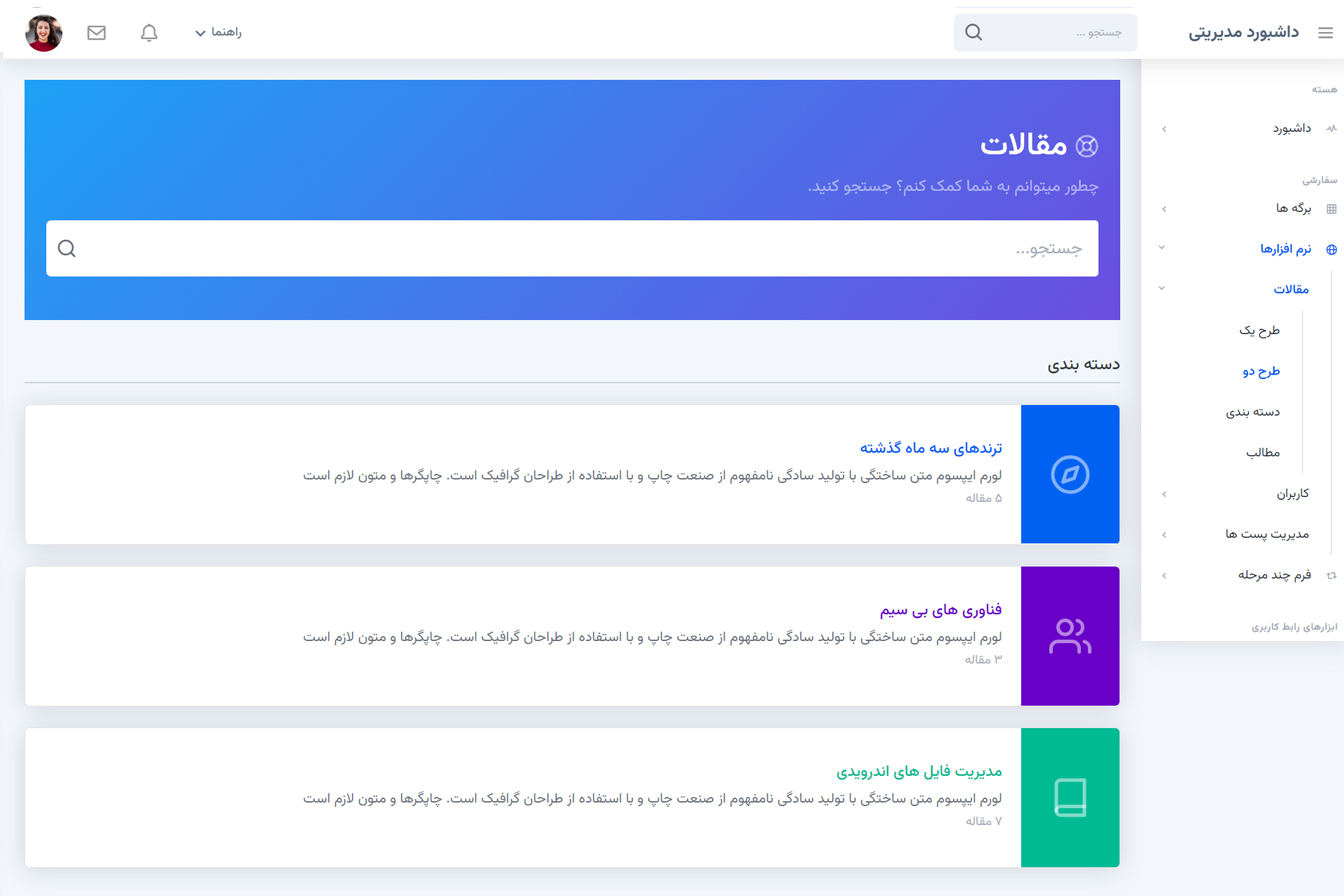 داشبورد مدیریتی
جستجو ...
راهنما
هسته
داشبورد
سفارشی
برگه ها
نرم افزارها
مقالات
طرح یک
طرح دو
دسته بندی
مطالب
کاربران
مدیریت پست ها
فرم چند مرحله
ابزارهای رابط کاربری
مقالات
چطور میتوانم به شما کمک کنم؟ جستجو کنید.
جستجو...
دسته بندی
ترندهای سه ماه گذشته
لورم ایپسوم متن ساختگی با تولید سادگی نامفهوم از صنعت چاپ و با استفاده از طراحان گرافیک است. چاپگرها و متون لازم است
۵ مقاله
فناوری های بی سیم
لورم ایپسوم متن ساختگی با تولید سادگی نامفهوم از صنعت چاپ و با استفاده از طراحان گرافیک است. چاپگرها و متون لازم است
۳ مقاله
مدیریت فایل های اندرویدی
لورم ایپسوم متن ساختگی با تولید سادگی نامفهوم از صنعت چاپ و با استفاده از طراحان گرافیک است. چاپگرها و متون لازم است
۷ مقاله